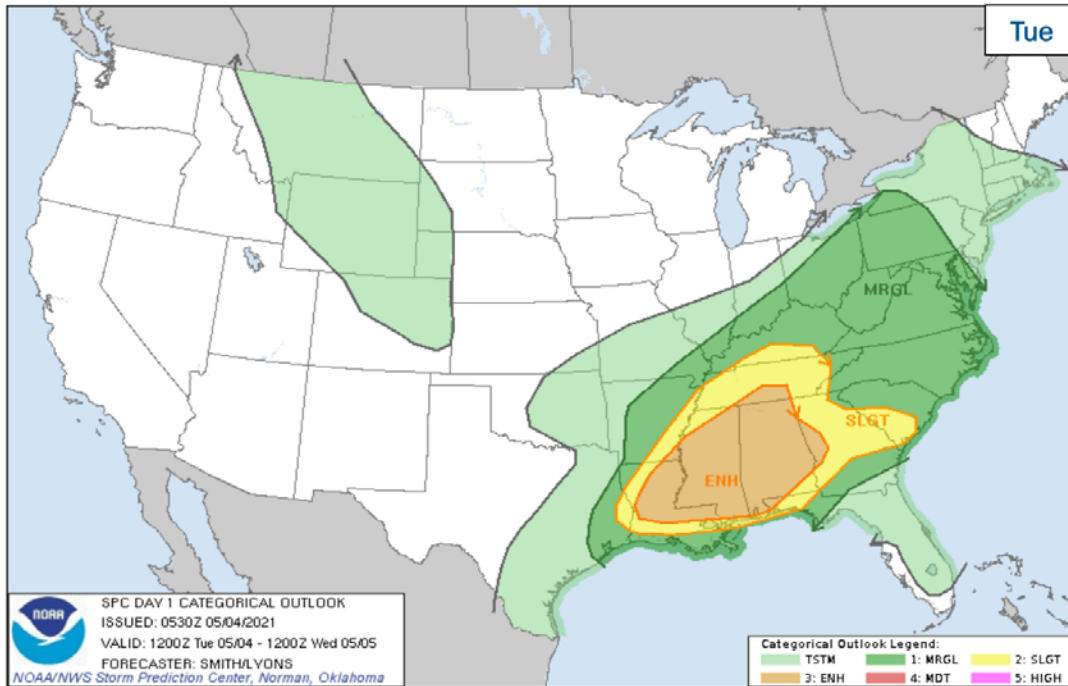 Tue
MRGL
SLGT
ENH
NOAA
SPC DAY 1 CATEGORICAL OUTLOOK
ISSUED: 0530Z 05/04/2021
VALID: 1200Z Tue 05/04 - 1200Z Wed 05/05
FORECASTER: SMITH/LYONS
NOAA/NWS Storm Prediction Center, Norman, Oklahoma
Categorical Outlook Legend:
TSTM 1: MRGL 2: SLGT
3: ENH 4: MDT 5: HIGH